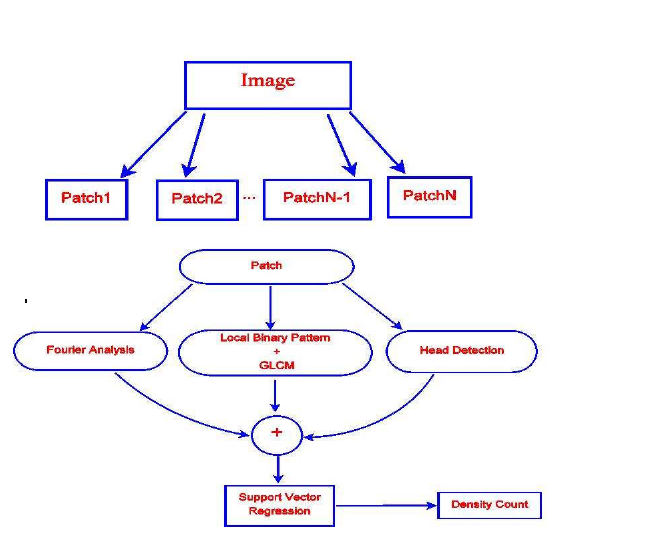 Image
Patch1
Patch2
...
PatchN-1
PatchN
Patch
Fourier Analysis
Local Binary Pattern
+
GLCM
Head Detection
+
Support Vector
Regression
Density Count